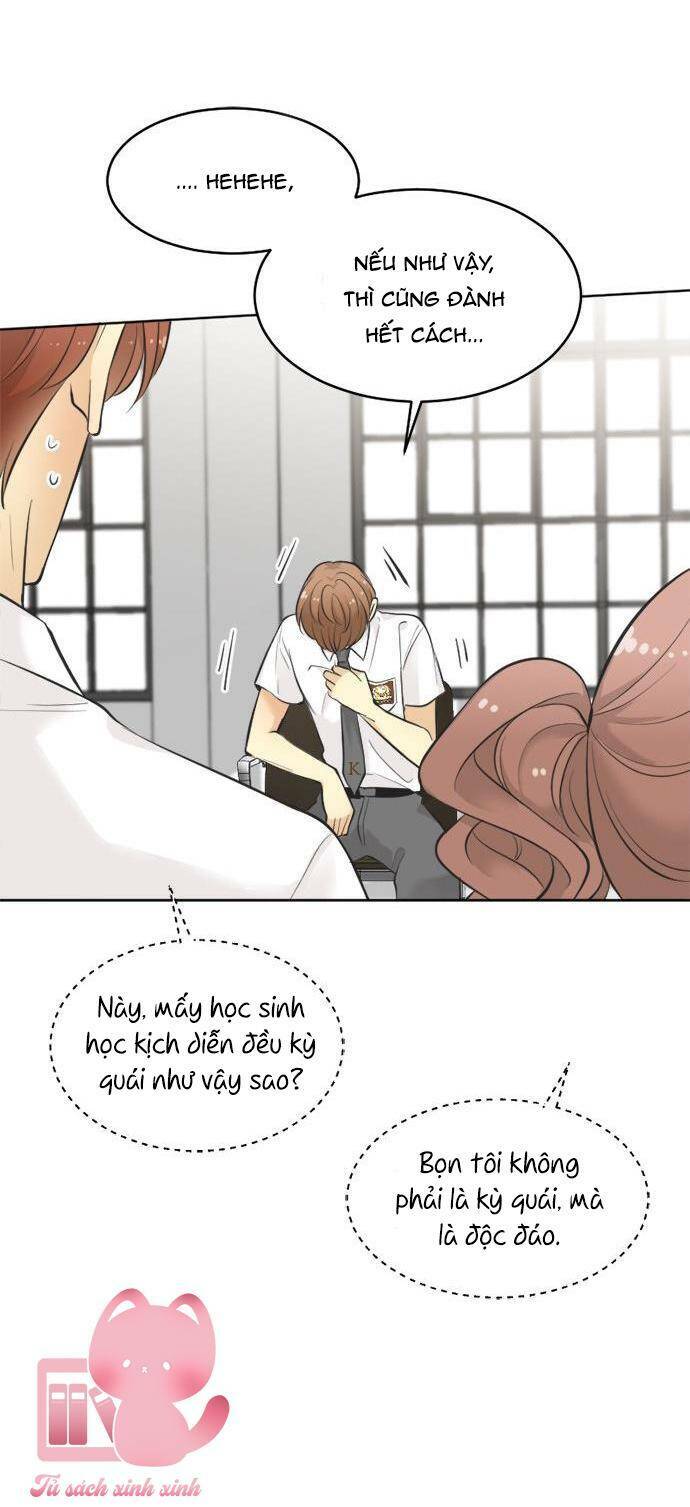 .... HEHEHE,
NẾU NHƯ VẬY,
THÌ CŨNG ĐÀNH
HẾT CÁCH...
K
Này, mấy học sinh
học kịch diễn đều kỳ
quái như vậy sao?
Bọn tôi không
phải là kỳ quái, mà
là độc đáo.
Tủ sách xinh xinh